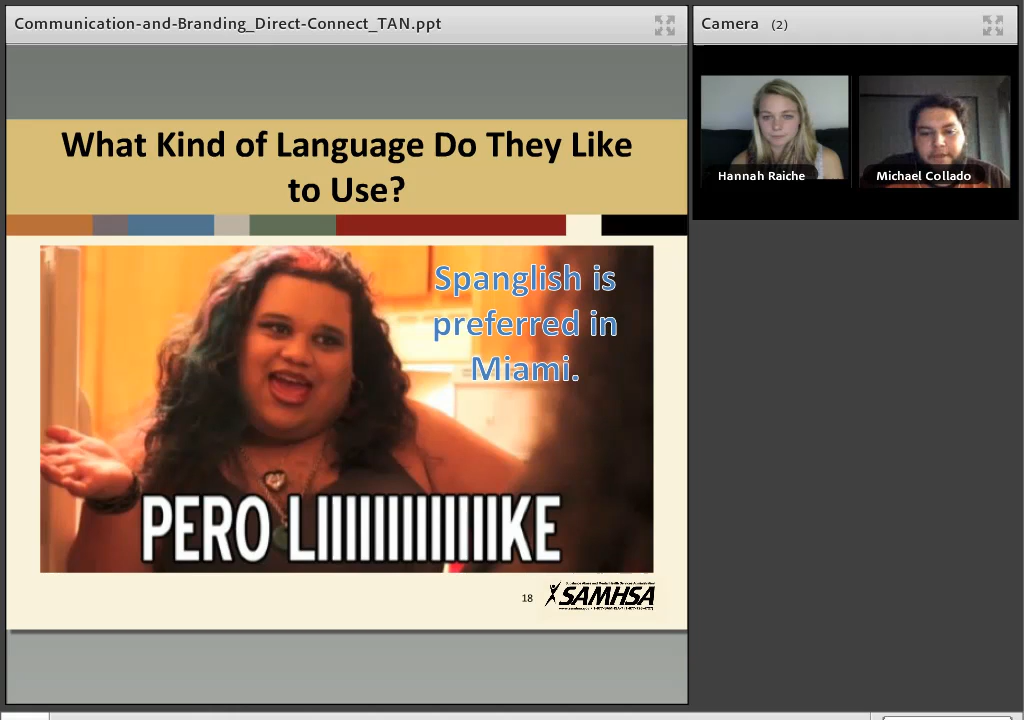 Communication-and-Branding_Direct-Connect_TAN.ppt
Camera (2)
Hannah Raiche
Michael Collado
What Kind of Language Do They Like
to Use?
Spanglish is
preferred in
Miami.
PERO LIIIIIIIIIIIIKE
18
SAMHSA